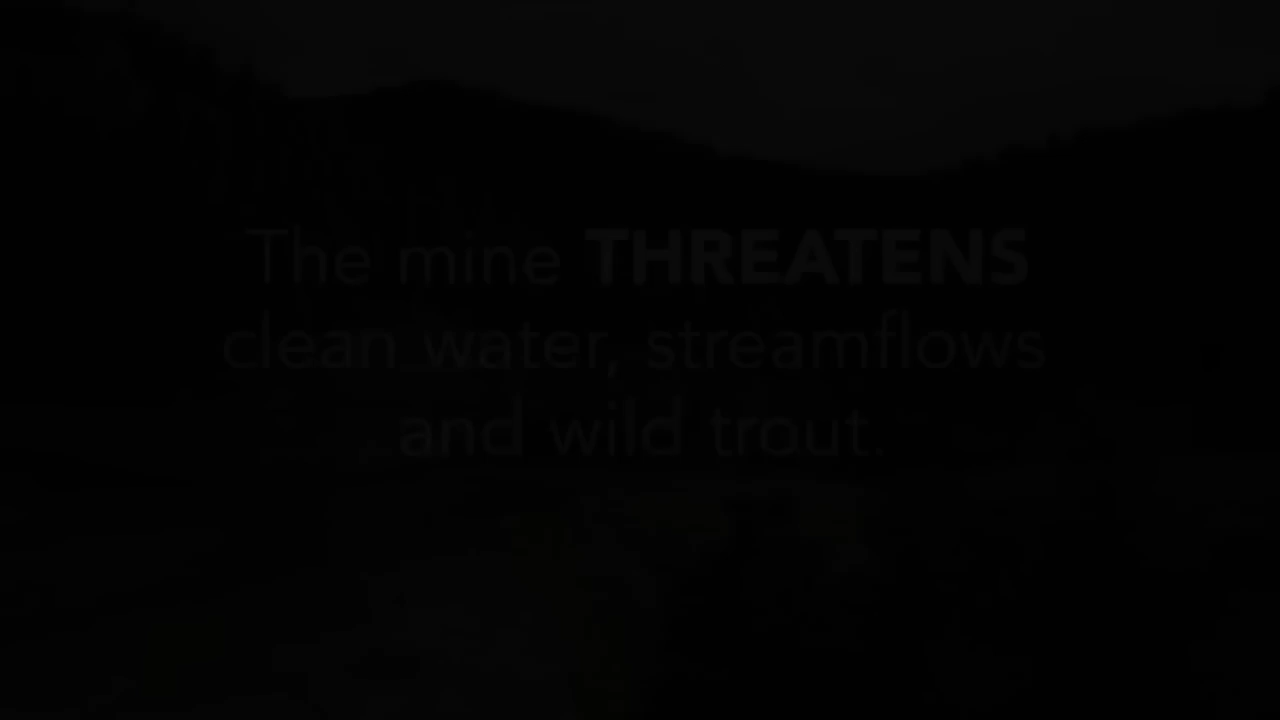 The mine THREATENS
clean water, streamflows
and wild trout.